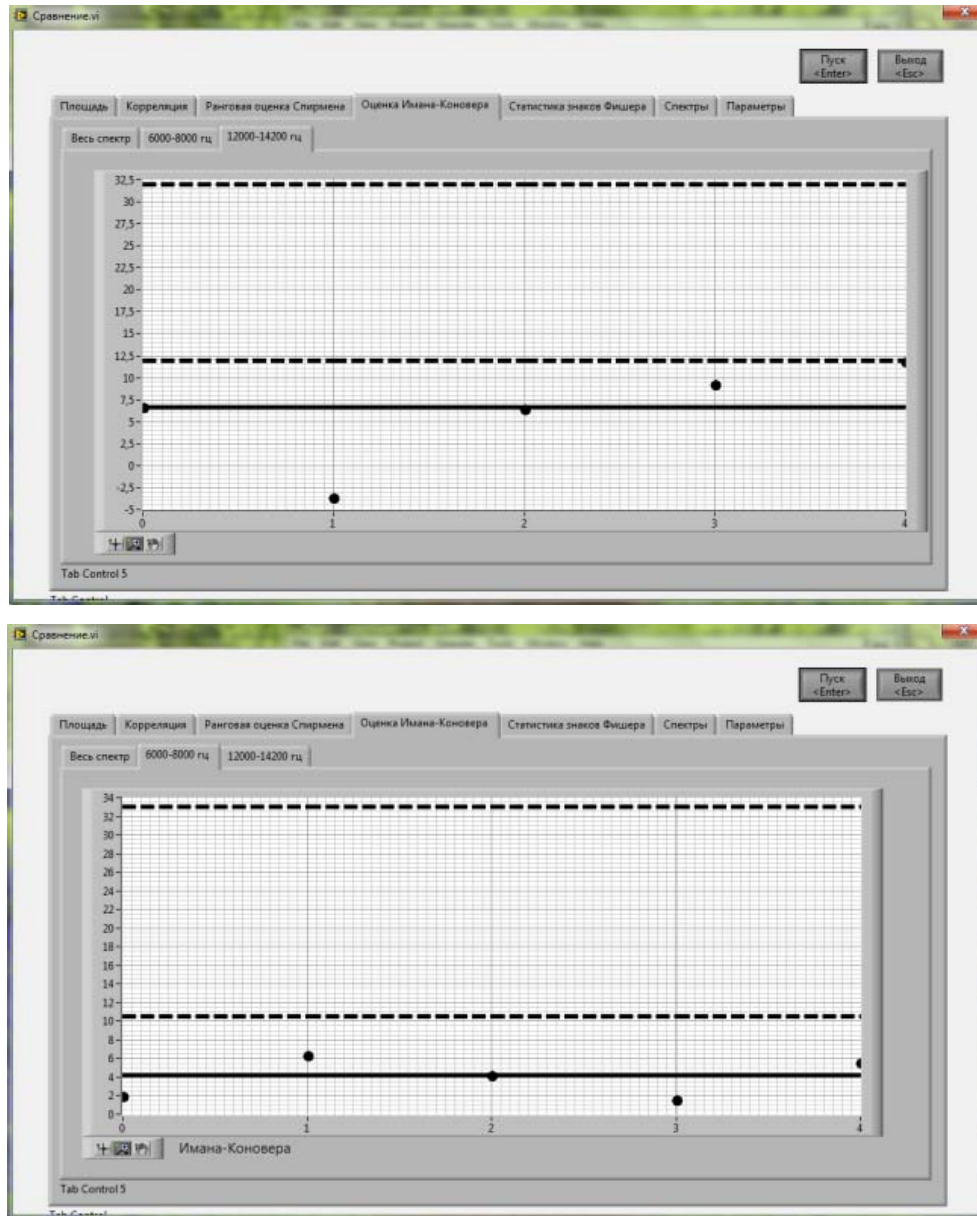 Сравнение.vi
Пуск
<Enter>
Выход
<Esc>
Площадь Корреляция Ранговая оценка Спирмена Оценка Имана-Коновера Статистика знаков Фишера Спектры Параметры
Весь спектр 6000-8000 гц 12000-14200 гц
32,5
30
27,5
25
22,5
20
17,5
15
12,5
10
7,5
5
2,5
0
-2,5
-5
0 1 2 3 4
Tab Control 5
Tab Control
Сравнение.vi
Пуск
<Enter>
Выход
<Esc>
Площадь Корреляция Ранговая оценка Спирмена Оценка Имана-Коновера Статистика знаков Фишера Спектры Параметры
Весь спектр 6000-8000 гц 12000-14200 гц
34
32
30
28
26
24
22
20
18
16
14
12
10
8
6
4
2
0
0 1 2 3 4
Имана-Коновера
Tab Control 5
Tab Control